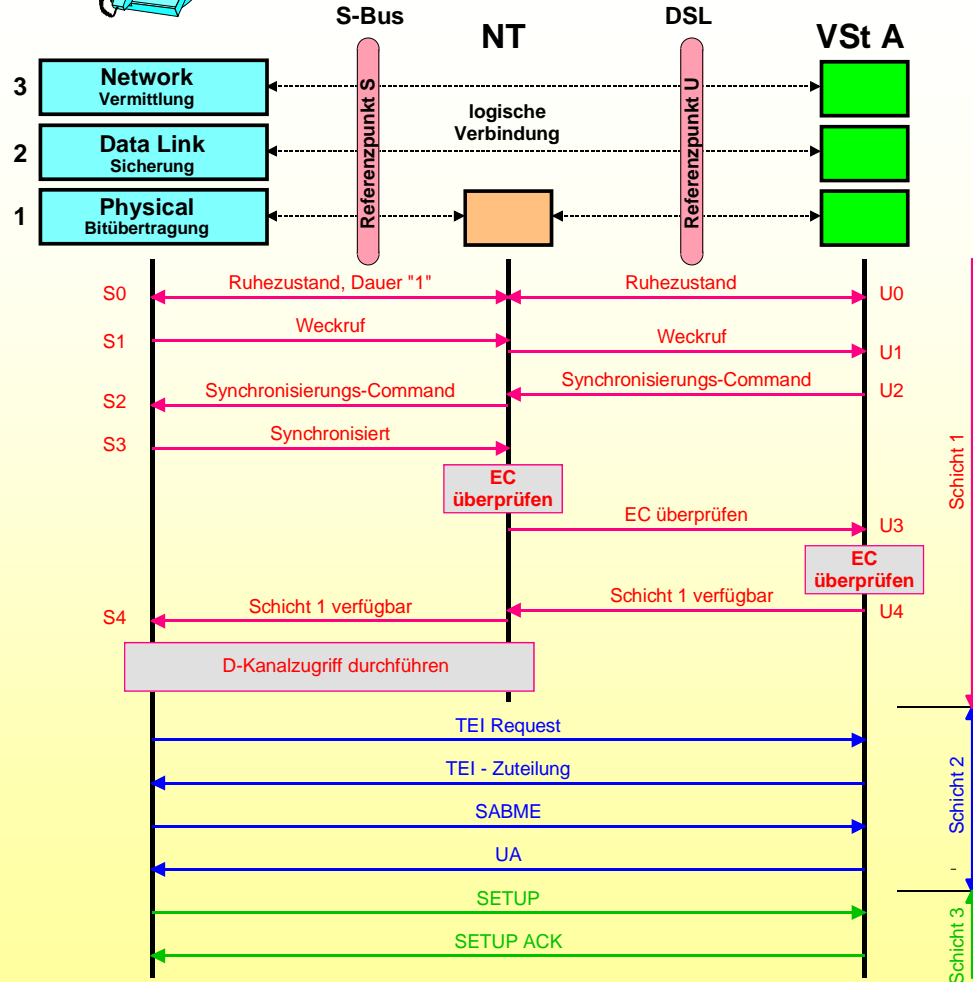 S-Bus
DSL
NT
VSt A
3
Network
Vermittlung
Referenzpunkt S
Referenzpunkt U
logische
Verbindung
2
Data Link
Sicherung
1
Physical
Bitübertragung
S0
Ruhezustand, Dauer "1"
Ruhezustand
U0
S1
Weckruf
Weckruf
U1
S2
Synchronisierungs-Command
Synchronisierungs-Command
U2
S3
Synchronisiert
Schicht 1
EC
überprüfen
EC überprüfen
U3
EC
überprüfen
S4
Schicht 1 verfügbar
Schicht 1 verfügbar
U4
D-Kanalzugriff durchführen
TEI Request
TEI - Zuteilung
Schicht 2
SABME
UA
-
SETUP
SETUP ACK
Schicht 3